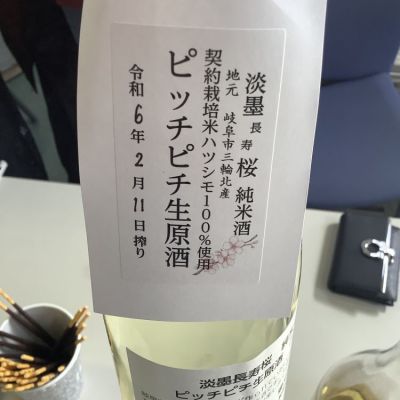 淡墨長寿桜 純米酒
地元 岐阜市三輪北産
契約栽培米ハツシモ100%使用
ピッチピチ生原酒
令和6年2月11日搾り
淡墨長寿桜
ピッチピチ生原酒